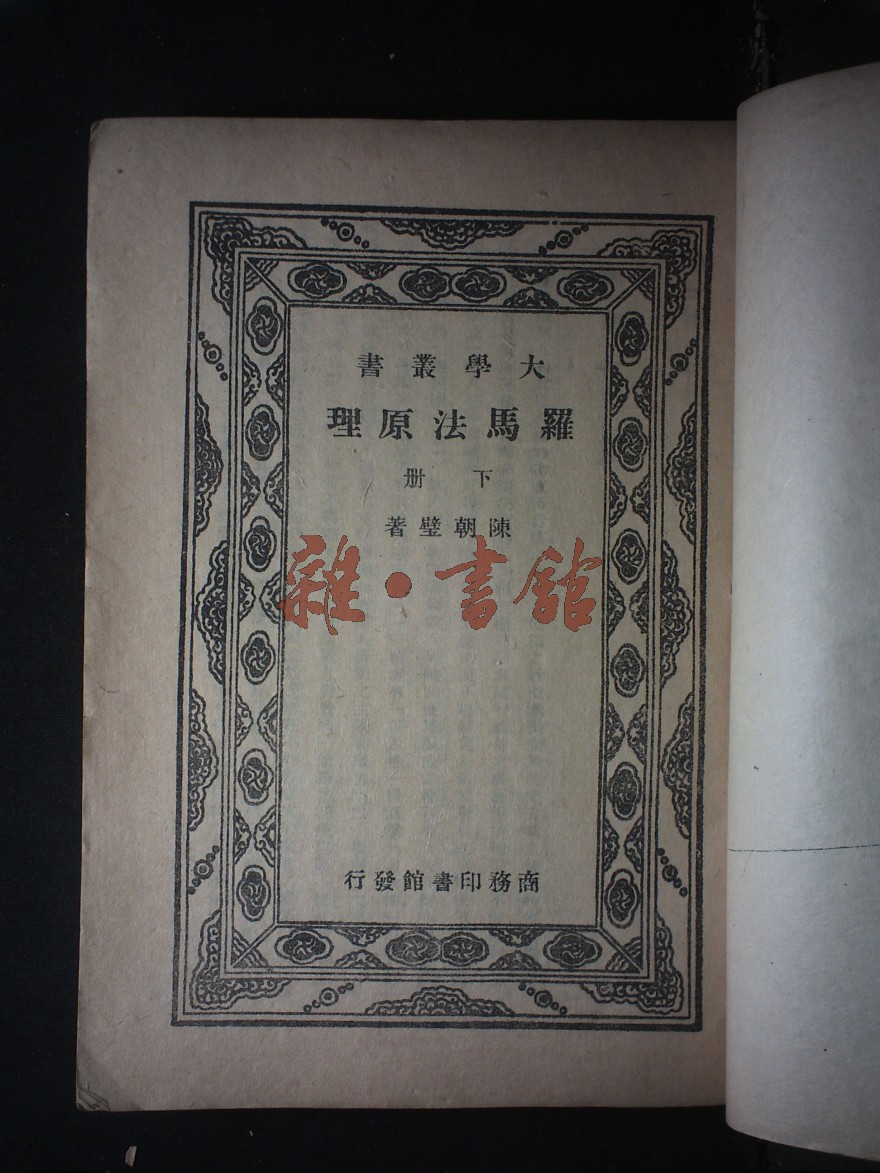 大學叢書
羅馬法原理
下冊
陳朝璧著
雜·書館
商務印書館發行